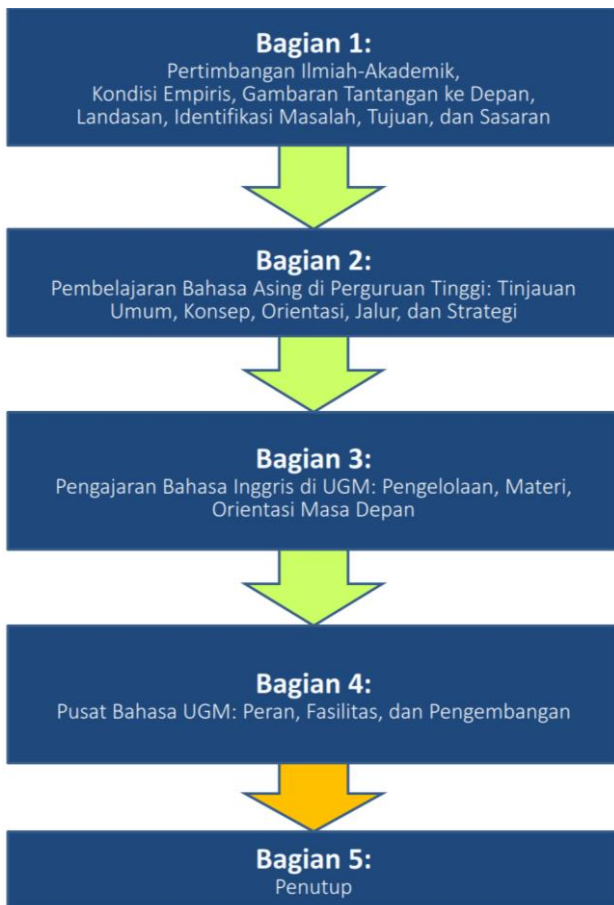 Bagian 1:
Pertimbangan Ilmiah-Akademik,
Kondisi Empiris, Gambaran Tantangan ke Depan,
Landasan, Identifikasi Masalah, Tujuan, dan Sasaran
Bagian 2:
Pembelajaran Bahasa Asing di Perguruan Tinggi: Tinjauan
Umum, Konsep, Orientasi, Jalur, dan Strategi
Bagian 3:
Pengajaran Bahasa Inggris di UGM: Pengelolaan, Materi,
Orientasi Masa Depan
Bagian 4:
Pusat Bahasa UGM: Peran, Fasilitas, dan Pengembangan
Bagian 5:
Penutup